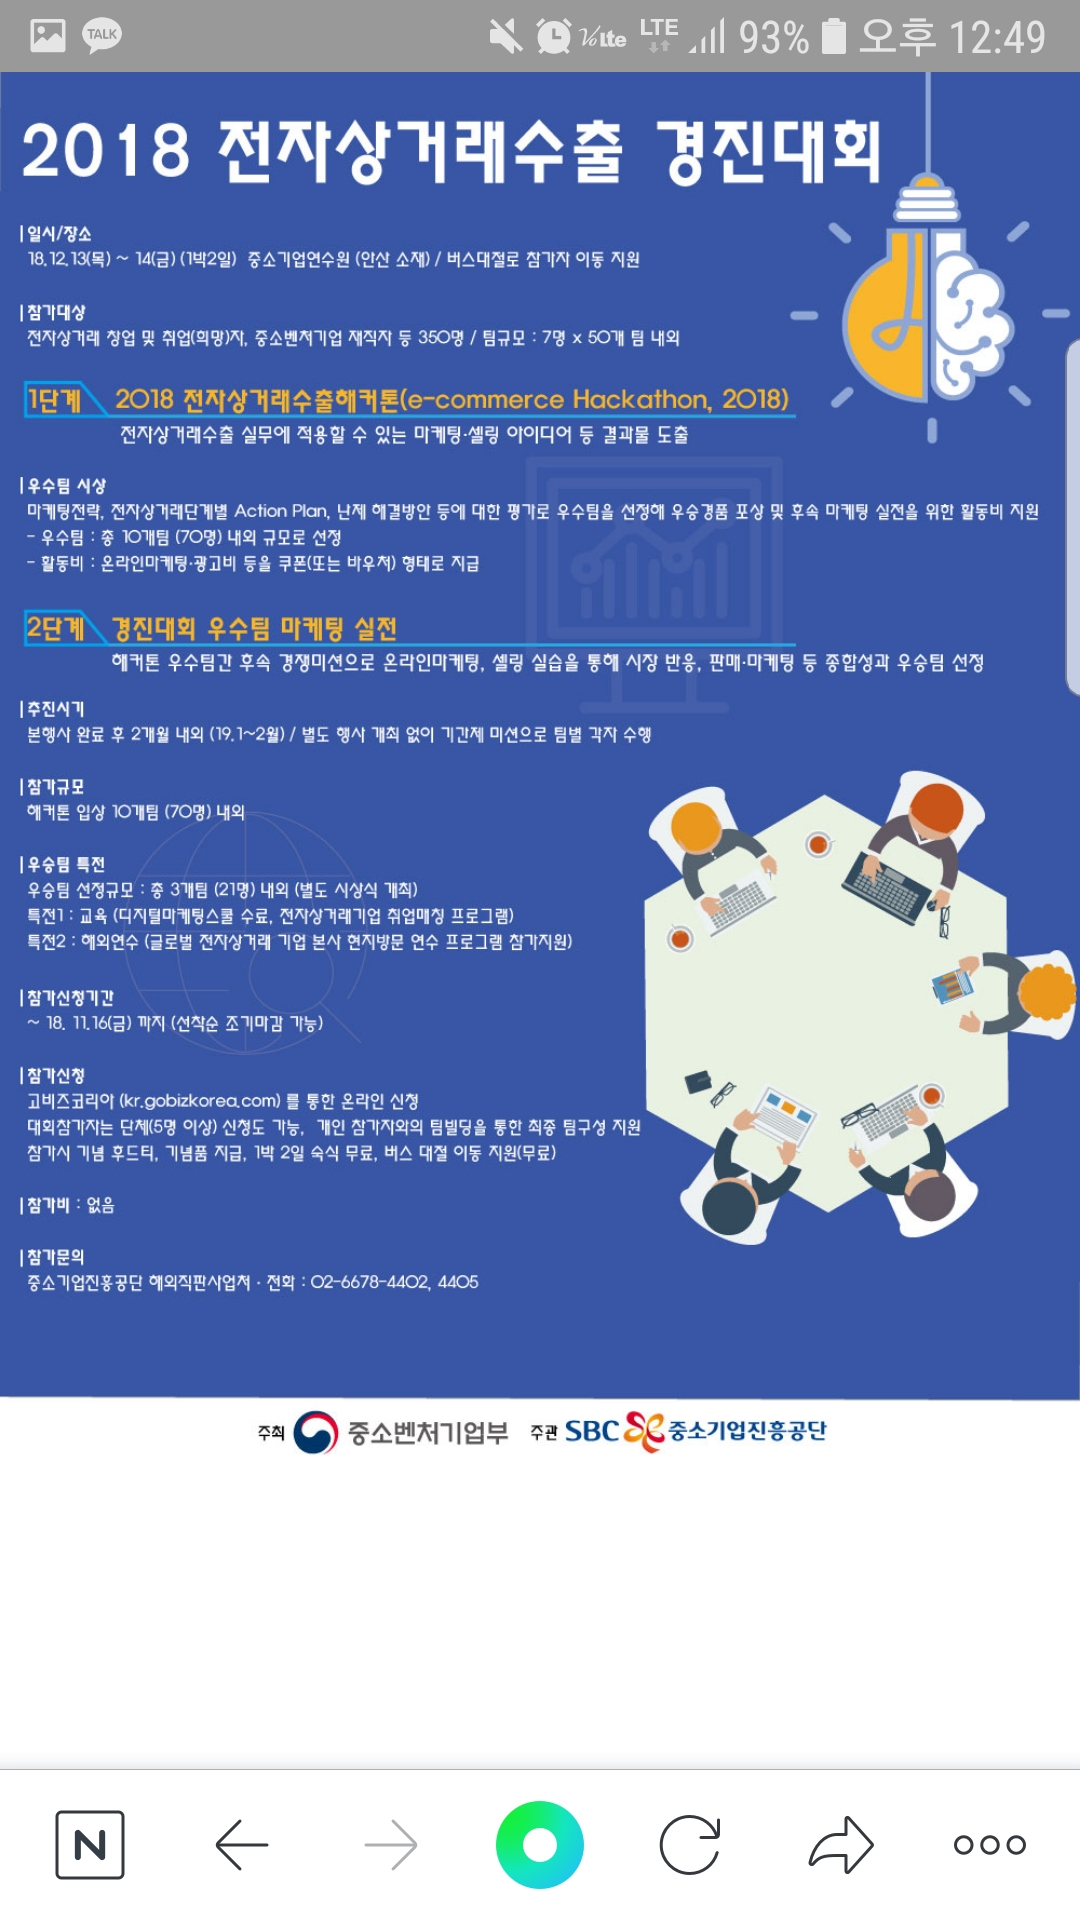 TALK
Volte
LTE
93%
오후 12:49
2018 전자상거래수출 경진대회
|일시/장소
18.12.13(목) ~ 14(금) (1박2일) 중소기업연수원 (안산 소재) / 버스대절로 참가자 이동 지원
|참가대상
전자상거래 창업 및 취업(희망)자, 중소벤처기업 재직자 등 350명 / 팀규모 : 7명 x 50개 팀 내외
1단계 2018 전자상거래수출해커톤(e-commerce Hackathon, 2018)
전자상거래수출 실무에 적용할 수 있는 마케팅·셀링 아이디어 등 결과물 도출
|우수팀 시상
마케팅전략, 전자상거래단계별 Action Plan, 난제 해결방안 등에 대한 평가로 우수팀을 선정해 우승경품 포상 및 후속 마케팅 실전을 위한 활동비 지원
- 우수팀 : 총 10개팀 (70명) 내외 규모로 선정
- 활동비 : 온라인마케팅·광고비 등을 쿠폰(또는 바우처) 형태로 지급
2단계 경진대회 우수팀 마케팅 실전
해커톤 우수팀간 후속 경쟁미션으로 온라인마케팅, 셀링 실습을 통해 시장 반응, 판매·마케팅 등 종합성과 우승팀 선정
|추진시기
본행사 완료 후 2개월 내외 (19.1~2월) / 별도 행사 개최 없이 기간제 미션으로 팀별 각자 수행
|참가규모
해커톤 입상 10개팀 (70명) 내외
|우승팀 특전
우승팀 선정규모 : 총 3개팀 (21명) 내외 (별도 시상식 개최)
특전1 : 교육 (디지털마케팅스쿨 수료, 전자상거래기업 취업매칭 프로그램)
특전2 : 해외연수 (글로벌 전자상거래 기업 본사 현지방문 연수 프로그램 참가지원)
|참가신청기간
~ 18. 11.16(금) 까지 (선착순 조기마감 가능)
|참가신청
고비즈코리아 (kr.gobizkorea.com) 를 통한 온라인 신청
대회참가자는 단체(5명 이상) 신청도 가능, 개인 참가자와의 팀빌딩을 통한 최종 팀구성 지원
참가시 기념 후드티, 기념품 지급, 1박 2일 숙식 무료, 버스 대절 이동 지원(무료)
|참가비 : 없음
|참가문의
중소기업진흥공단 해외직판사업처 · 전화 : 02-6678-4402, 4405
주최 중소벤처기업부 주관 SBC 중소기업진흥공단
N